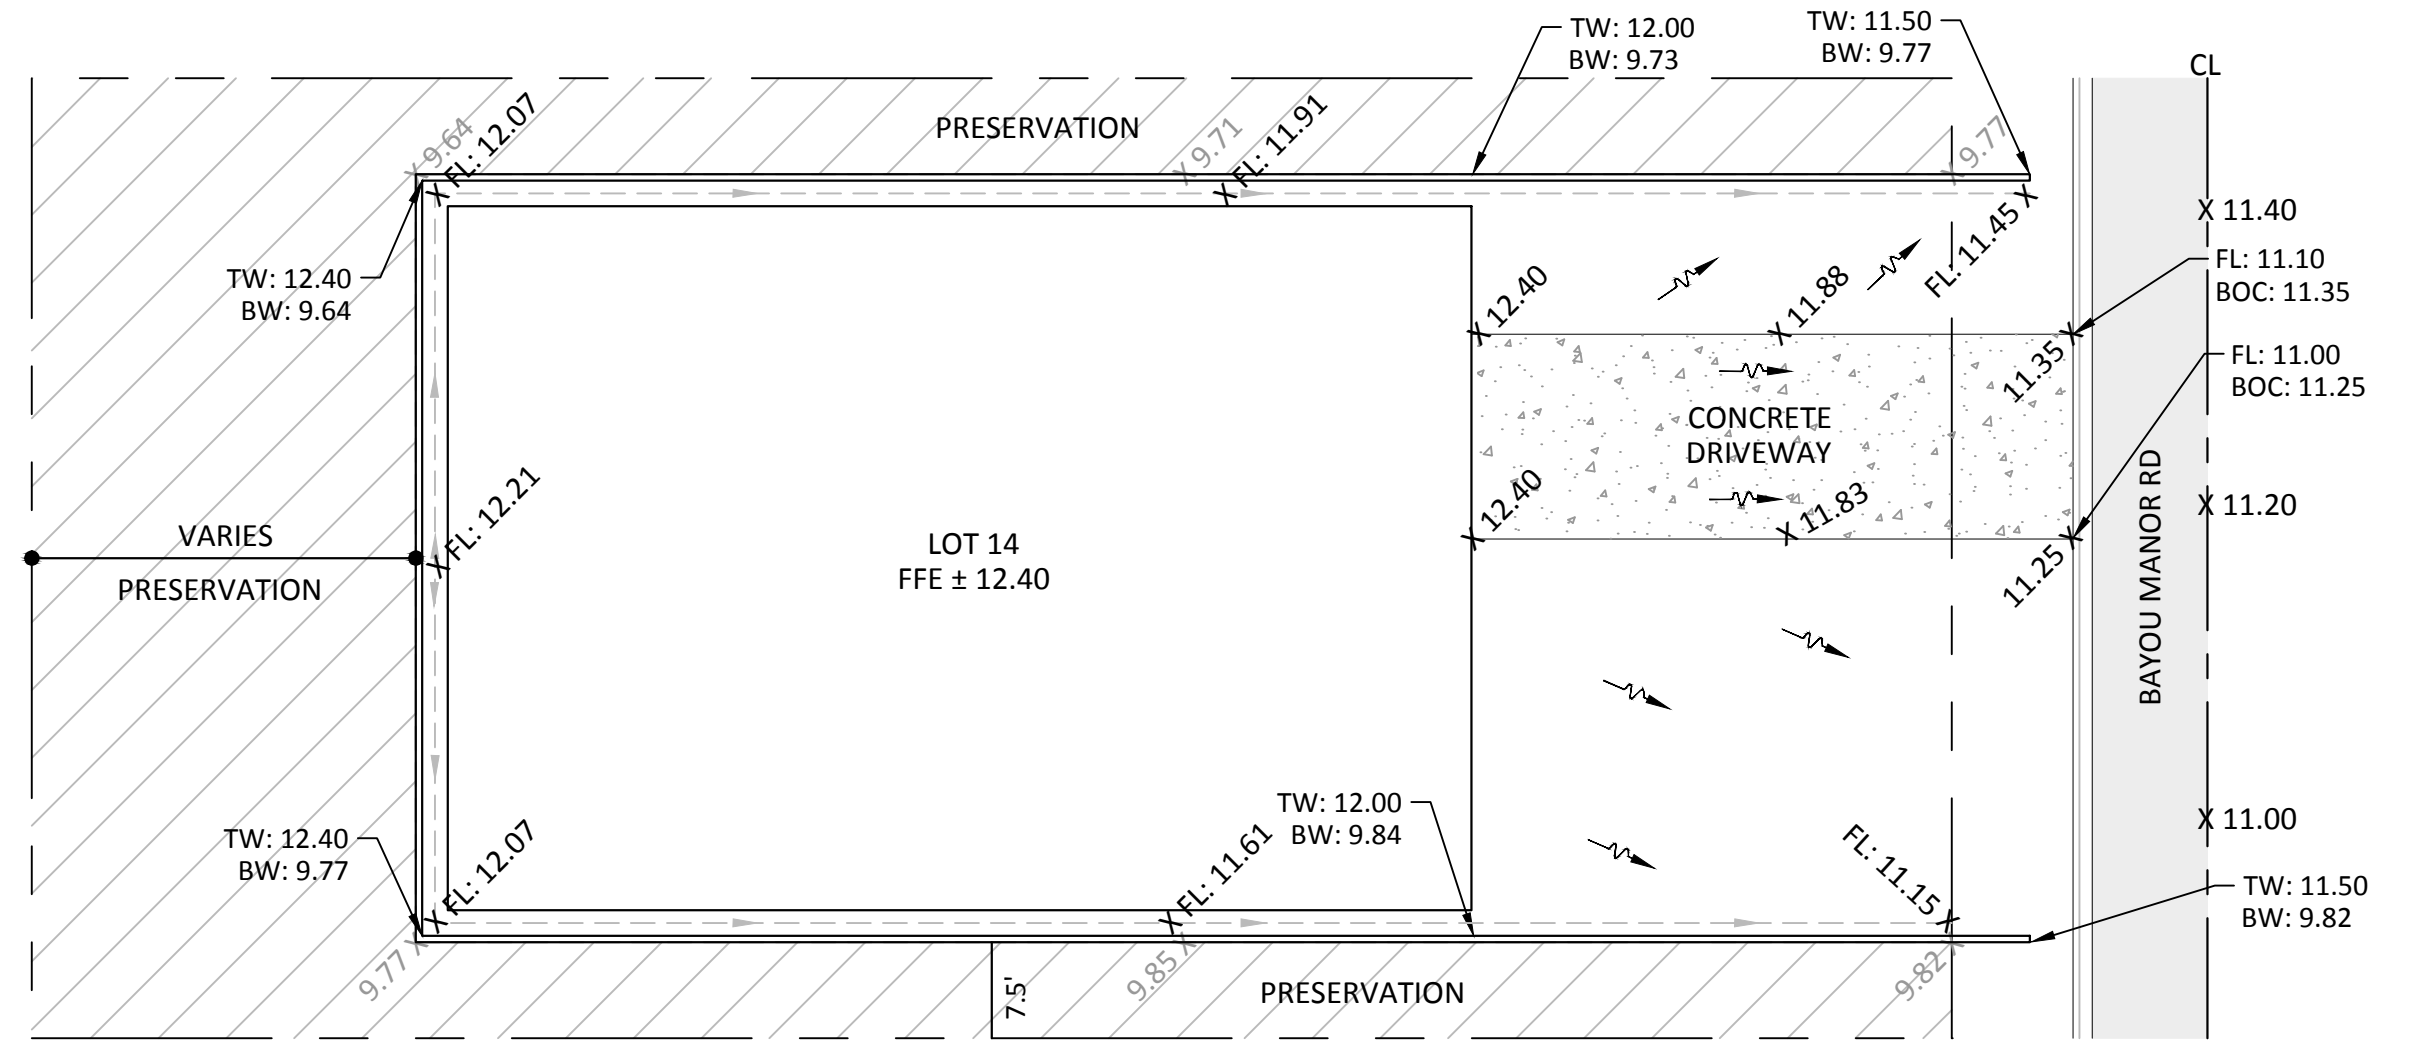 TW: 12.00
BW: 9.73
TW: 11.50
BW: 9.77
CL
X 9.64
X FL: 12.07
PRESERVATION
X 9.71
X FL: 11.91
X 9.77
X 11.40
FL: 11.45 X
TW: 12.40
BW: 9.64
X 12.40
X 11.88
FL: 11.10
BOC: 11.35
11.35 X
FL: 11.00
BOC: 11.25
CONCRETE
DRIVEWAY
X FL: 12.21
X 12.40
X 11.83
BAYOU MANOR RD
X 11.20
VARIES
PRESERVATION
LOT 14
FFE ± 12.40
11.25 X
TW: 12.40
BW: 9.77
X FL: 12.07
X FL: 11.61
TW: 12.00
BW: 9.84
FL: 11.15 X
X 11.00
TW: 11.50
BW: 9.82
9.77 X
9.85 X
9.82 X
7.5'
PRESERVATION